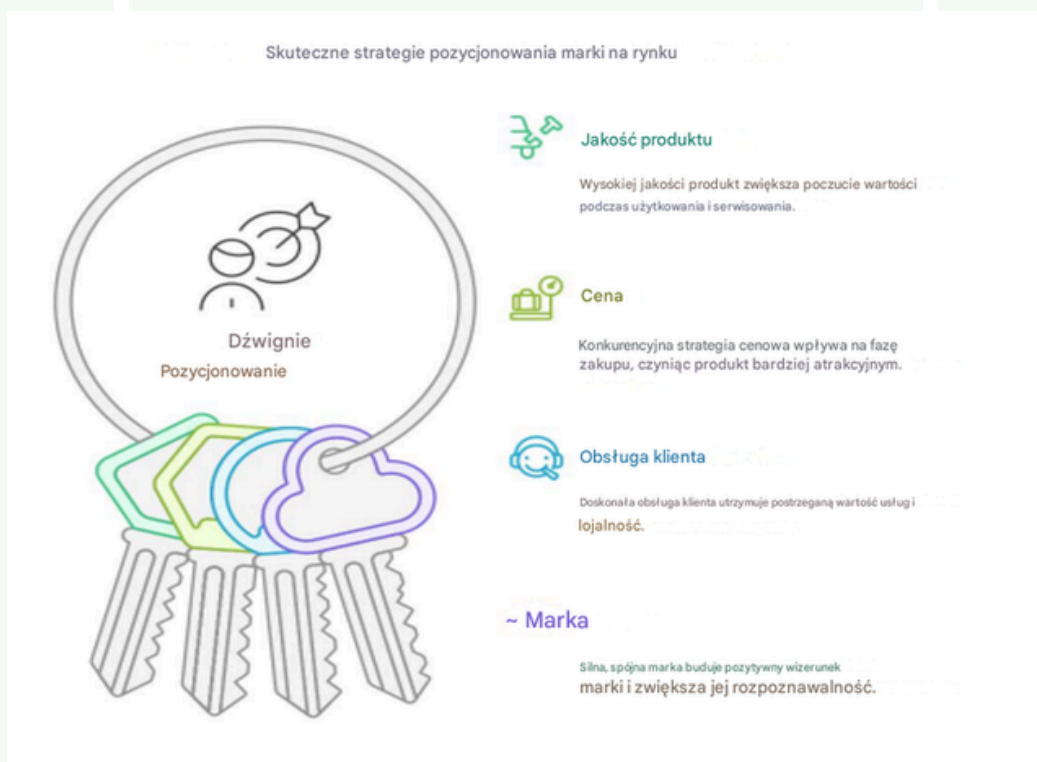 Skuteczne strategie pozycjonowania marki na rynku
Dźwignie
Pozycjonowanie
Jakość produktu
Wysokiej jakości produkt zwiększa poczucie wartości
podczas użytkowania i serwisowania.
Cena
Konkurencyjna strategia cenowa wpływa na fazę
zakupu, czyniąc produkt bardziej atrakcyjnym.
Obsługa klienta
Doskonała obsługa klienta utrzymuje postrzeganą wartość usług i
lojalność.
~ Marka
Silna, spójna marka buduje pozytywny wizerunek
marki i zwiększa jej rozpoznawalność.